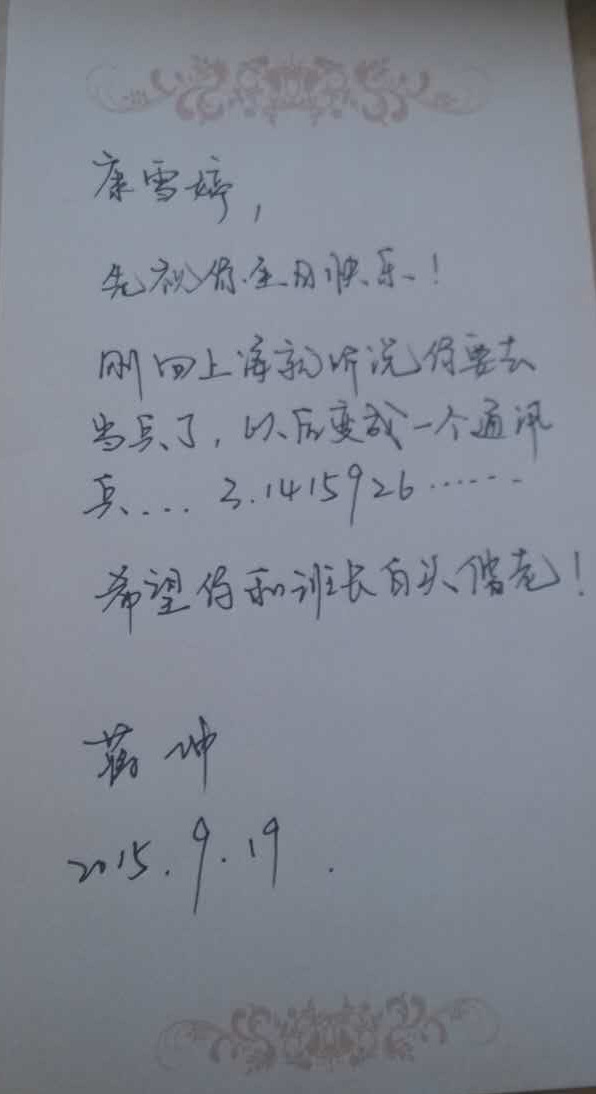 康雪婷,
先祝你生日快乐!
刚回上海就听说你要去
当兵了,以后变成一个通讯
兵.... 3.1415926......
希望你和班长白头偕老!
蒋坤
2015.9.19.